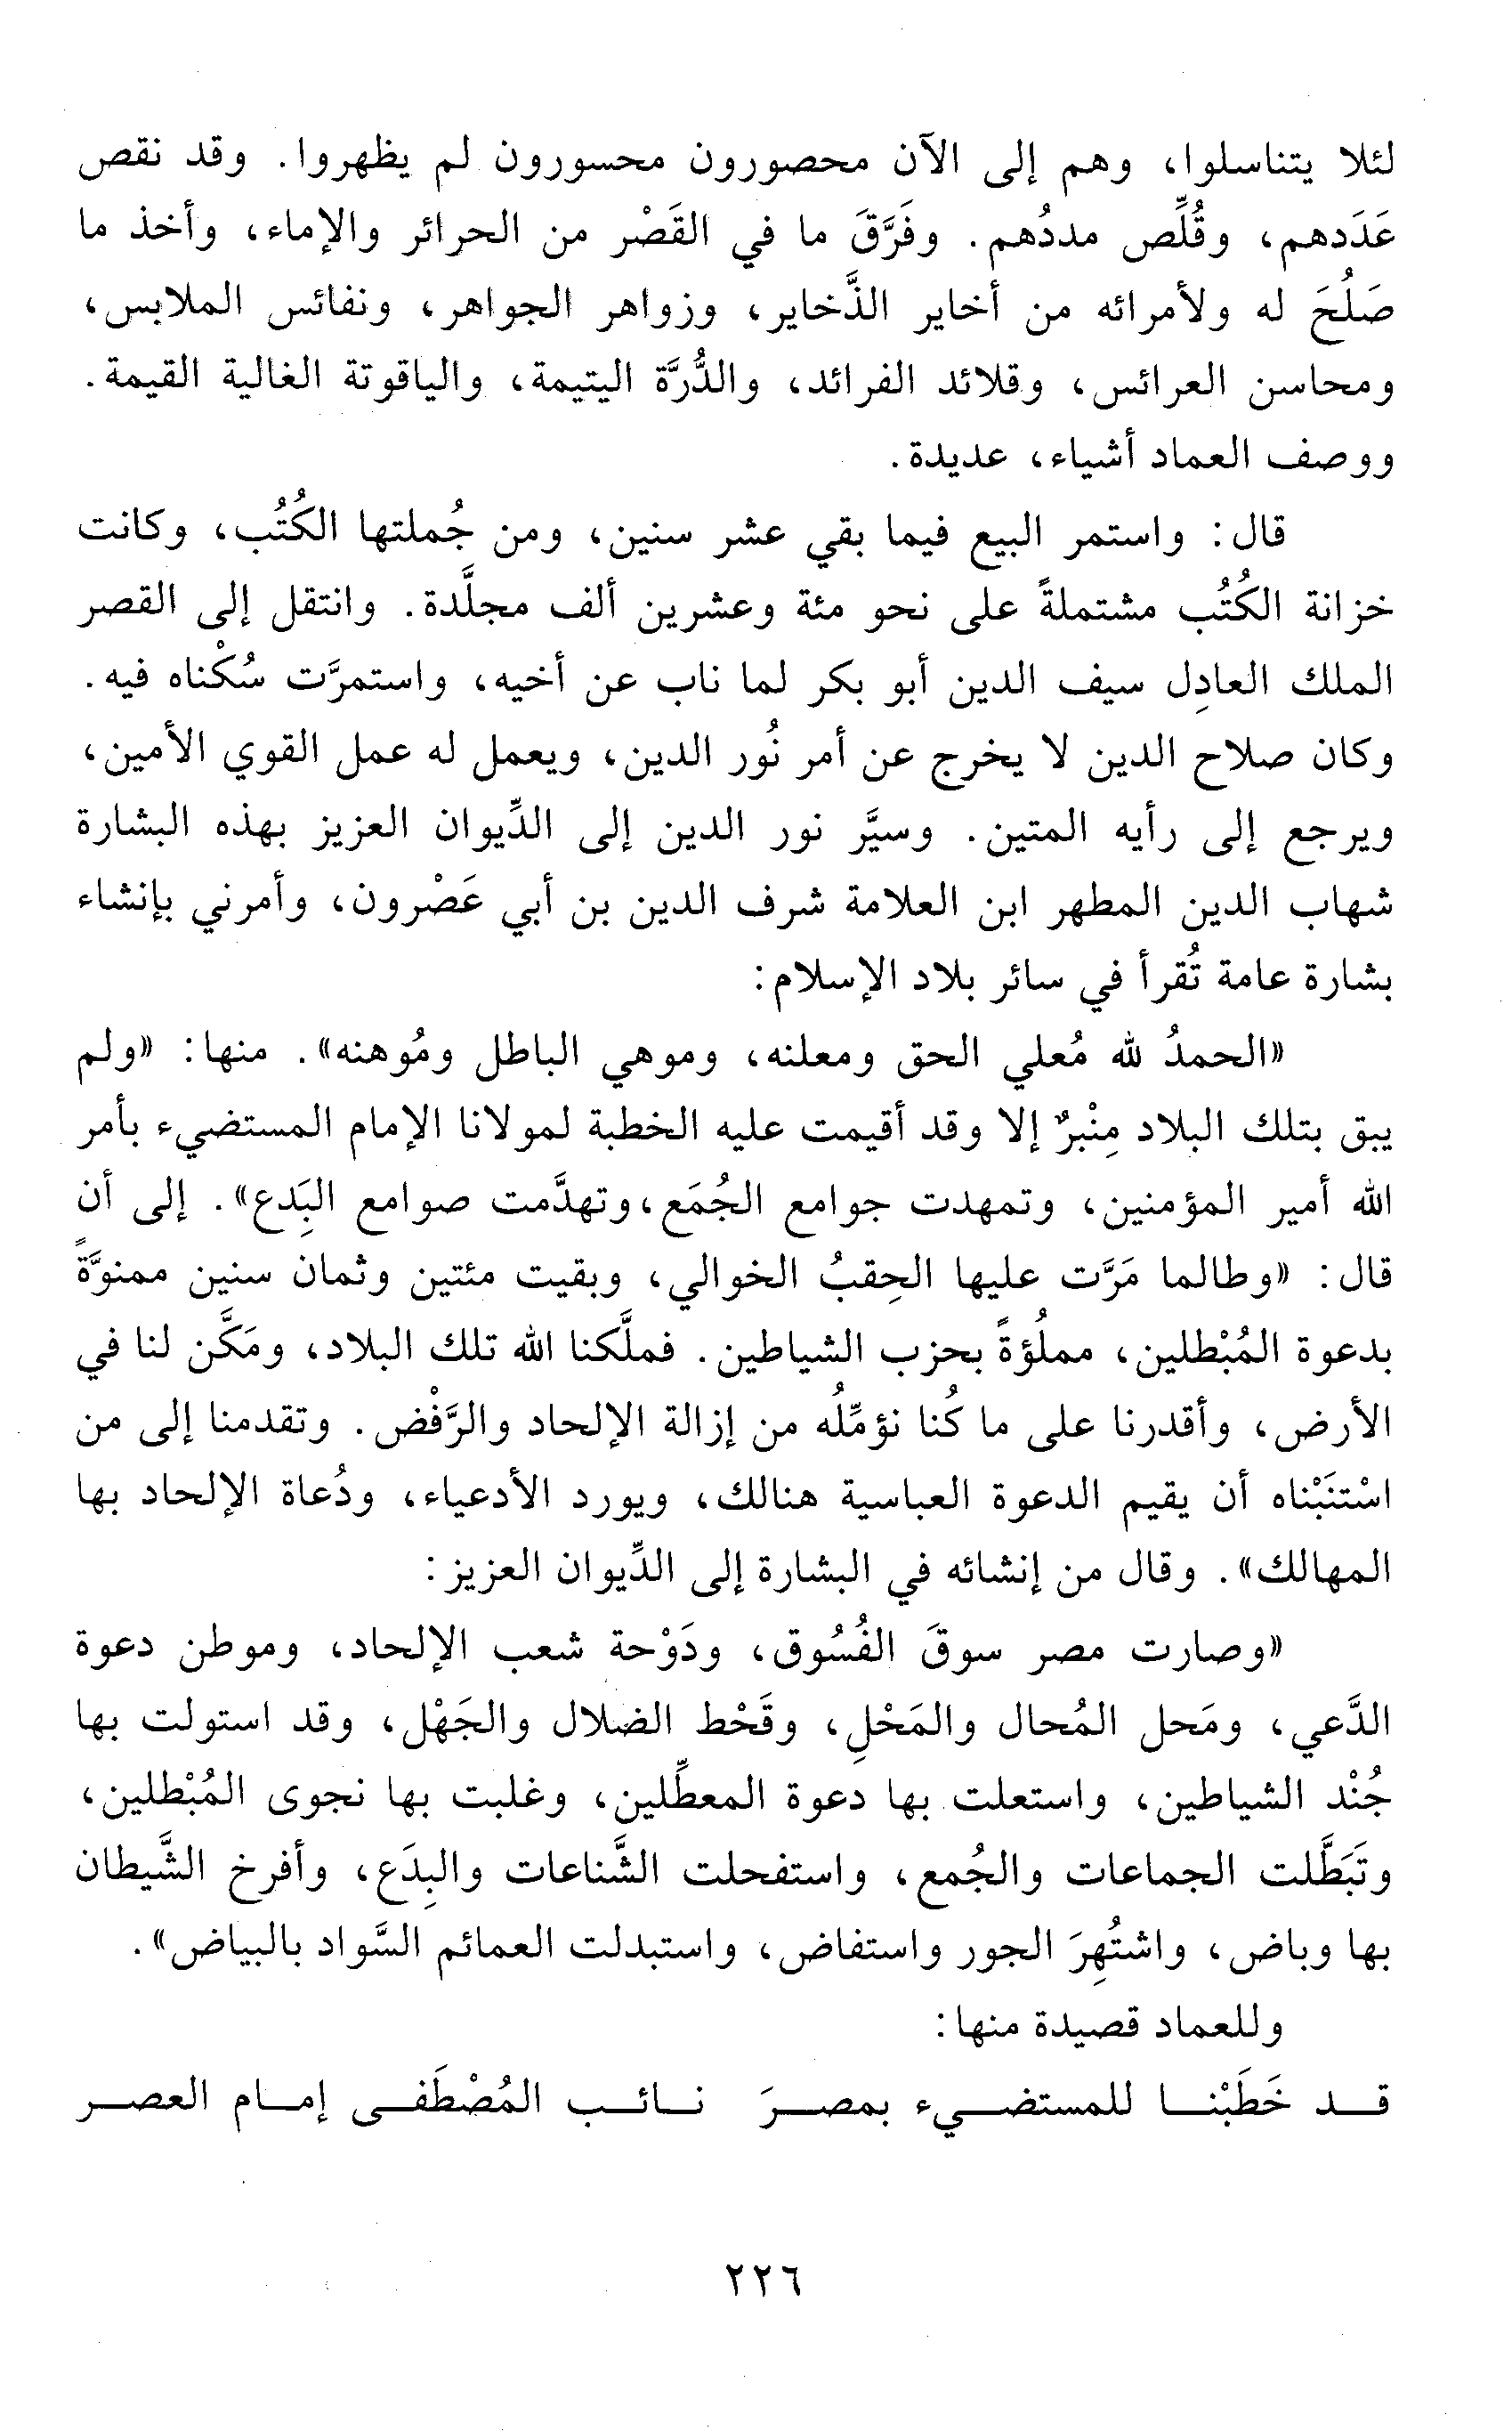 لئلا يتناسلوا، وهم إلى الآن محصورون محسورون لم يظهروا. وقد نقص
عَدَدهم، وقُلِّص مددُهم. وفَرَّقَ ما في القَصْر من الحرائر والإماء، وأخذ ما
صَلُحَ له ولأمرائه من أخاير الذَّخاير، وزواهر الجواهر، ونفائس الملابس،
ومحاسن العرائس، وقلائد الفرائد، والدُّرَّة اليتيمة، والياقوتة الغالية القيمة.
ووصف العماد أشياء، عديدة.
قال: واستمر البيع فيما بقي عشر سنين، ومن جُملتها الكُتُب، وكانت
خزانة الكُتُب مشتملةً على نحو مئة وعشرين ألف مجلَّدة. وانتقل إلى القصر
الملك العادِل سيف الدين أبو بكر لما ناب عن أخيه، واستمرَّت سُكْناه فيه.
وكان صلاح الدين لا يخرج عن أمر نُور الدين، ويعمل له عمل القوي الأمين،
ويرجع إلى رأيه المتين. وسيَّر نور الدين إلى الدِّيوان العزيز بهذه البشارة
شهاب الدين المطهر ابن العلامة شرف الدين بن أبي عَصْرون، وأمرني بإنشاء
بشارة عامة تُقرأ في سائر بلاد الإسلام:
«الحمدُ لله مُعلي الحق ومعلنه، وموهي الباطل ومُوهنه». منها: «ولم
يبق بتلك البلاد مِنْبرٌ إلا وقد أقيمت عليه الخطبة لمولانا الإمام المستضيء بأمر
الله أمير المؤمنين، وتمهدت جوامع الجُمَع،وتهدَّمت صوامع البَِدع». إلى أن
قال: «وطالما مَرَّت عليها الحِقبُ الخوالي، وبقيت مئتين وثمان سنين ممنوَّةً
بدعوة المُبْطلين، مملُؤةً بحزب الشياطين. فملَّكنا الله تلك البلاد، ومَكَّن لنا في
الأرض، وأقدرنا على ما كُنا نؤمِّلُه من إزالة الإلحاد والرَّفْض. وتقدمنا إلى من
اسْتنَبْناه أن يقيم الدعوة العباسية هنالك، ويورد الأدعياء، ودُعاة الإلحاد بها
المهالك». وقال من إنشائه في البشارة إلى الدِّيوان العزيز:
«وصارت مصر سوقَ الفُسُوق، ودَوْحة شعب الإلحاد، وموطن دعوة
الدَّعي، ومَحل المُحال والمَحْلِ، وقَحْط الضلال والجَهْل، وقد استولت بها
جُنْد الشياطين، واستعلت بها دعوة المعطِّلين، وغلبت بها نجوى المُبْطلين،
وتَبَطَّلت الجماعات والجُمع، واستفحلت الشَّناعات والبِدَع، وأفرخ الشَّيطان
بها وباض، واشتُهِرَ الجور واستفاض، واستبدلت العمائم السَّواد بالبياض».
وللعماد قصيدة منها:
قد خَطَبْنا للمستضيء بمصرَ نائب المُصْطَفى إمام العصر
٢٢٦